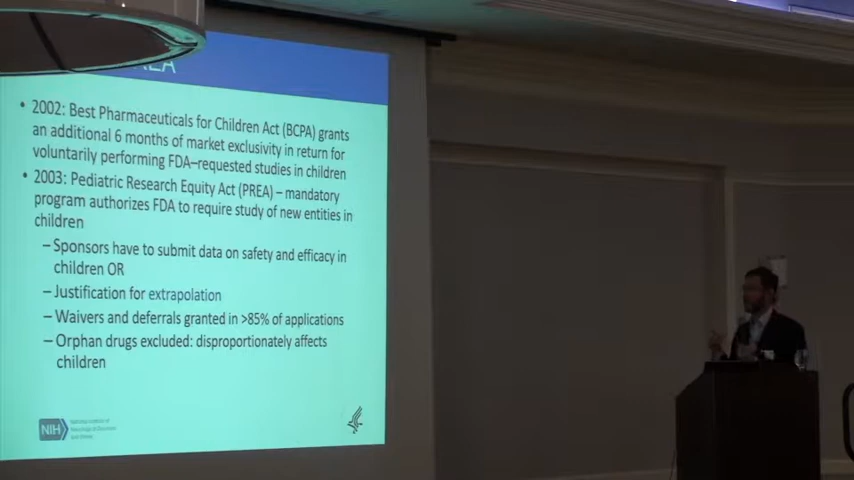 • 2002: Best Pharmaceuticals for Children Act (BCPA) grants
an additional 6 months of market exclusivity in return for
voluntarily performing FDA–requested studies in children
• 2003: Pediatric Research Equity Act (PREA) – mandatory
program authorizes FDA to require study of new entities in
children
– Sponsors have to submit data on safety and efficacy in
children OR
– Justification for extrapolation
– Waivers and deferrals granted in >85% of applications
– Orphan drugs excluded: disproportionately affects
children
NIH